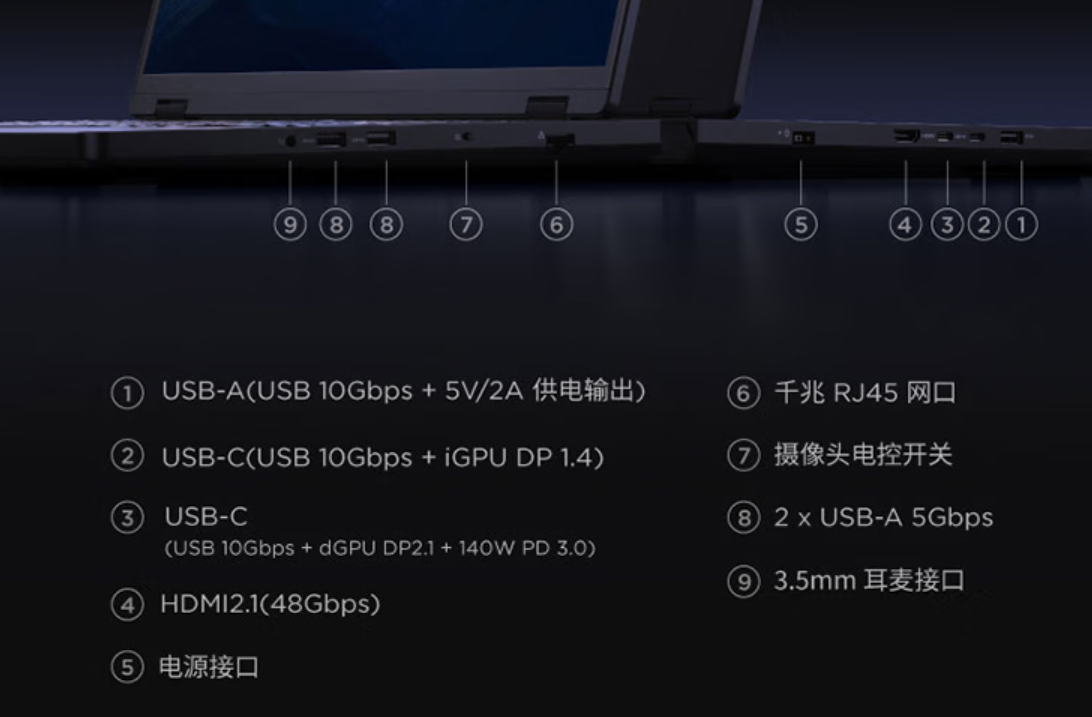 ⑨ ⑧ ⑧ ⑦ ⑥ ⑤ ④ ③ ② ①
① USB-A(USB 10Gbps + 5V/2A 供电输出)
② USB-C(USB 10Gbps + iGPU DP 1.4)
③ USB-C
(USB 10Gbps + dGPU DP2.1 + 140W PD 3.0)
④ HDMI2.1(48Gbps)
⑤ 电源接口
⑥ 千兆 RJ45 网口
⑦ 摄像头电控开关
⑧ 2 x USB-A 5Gbps
⑨ 3.5mm 耳麦接口